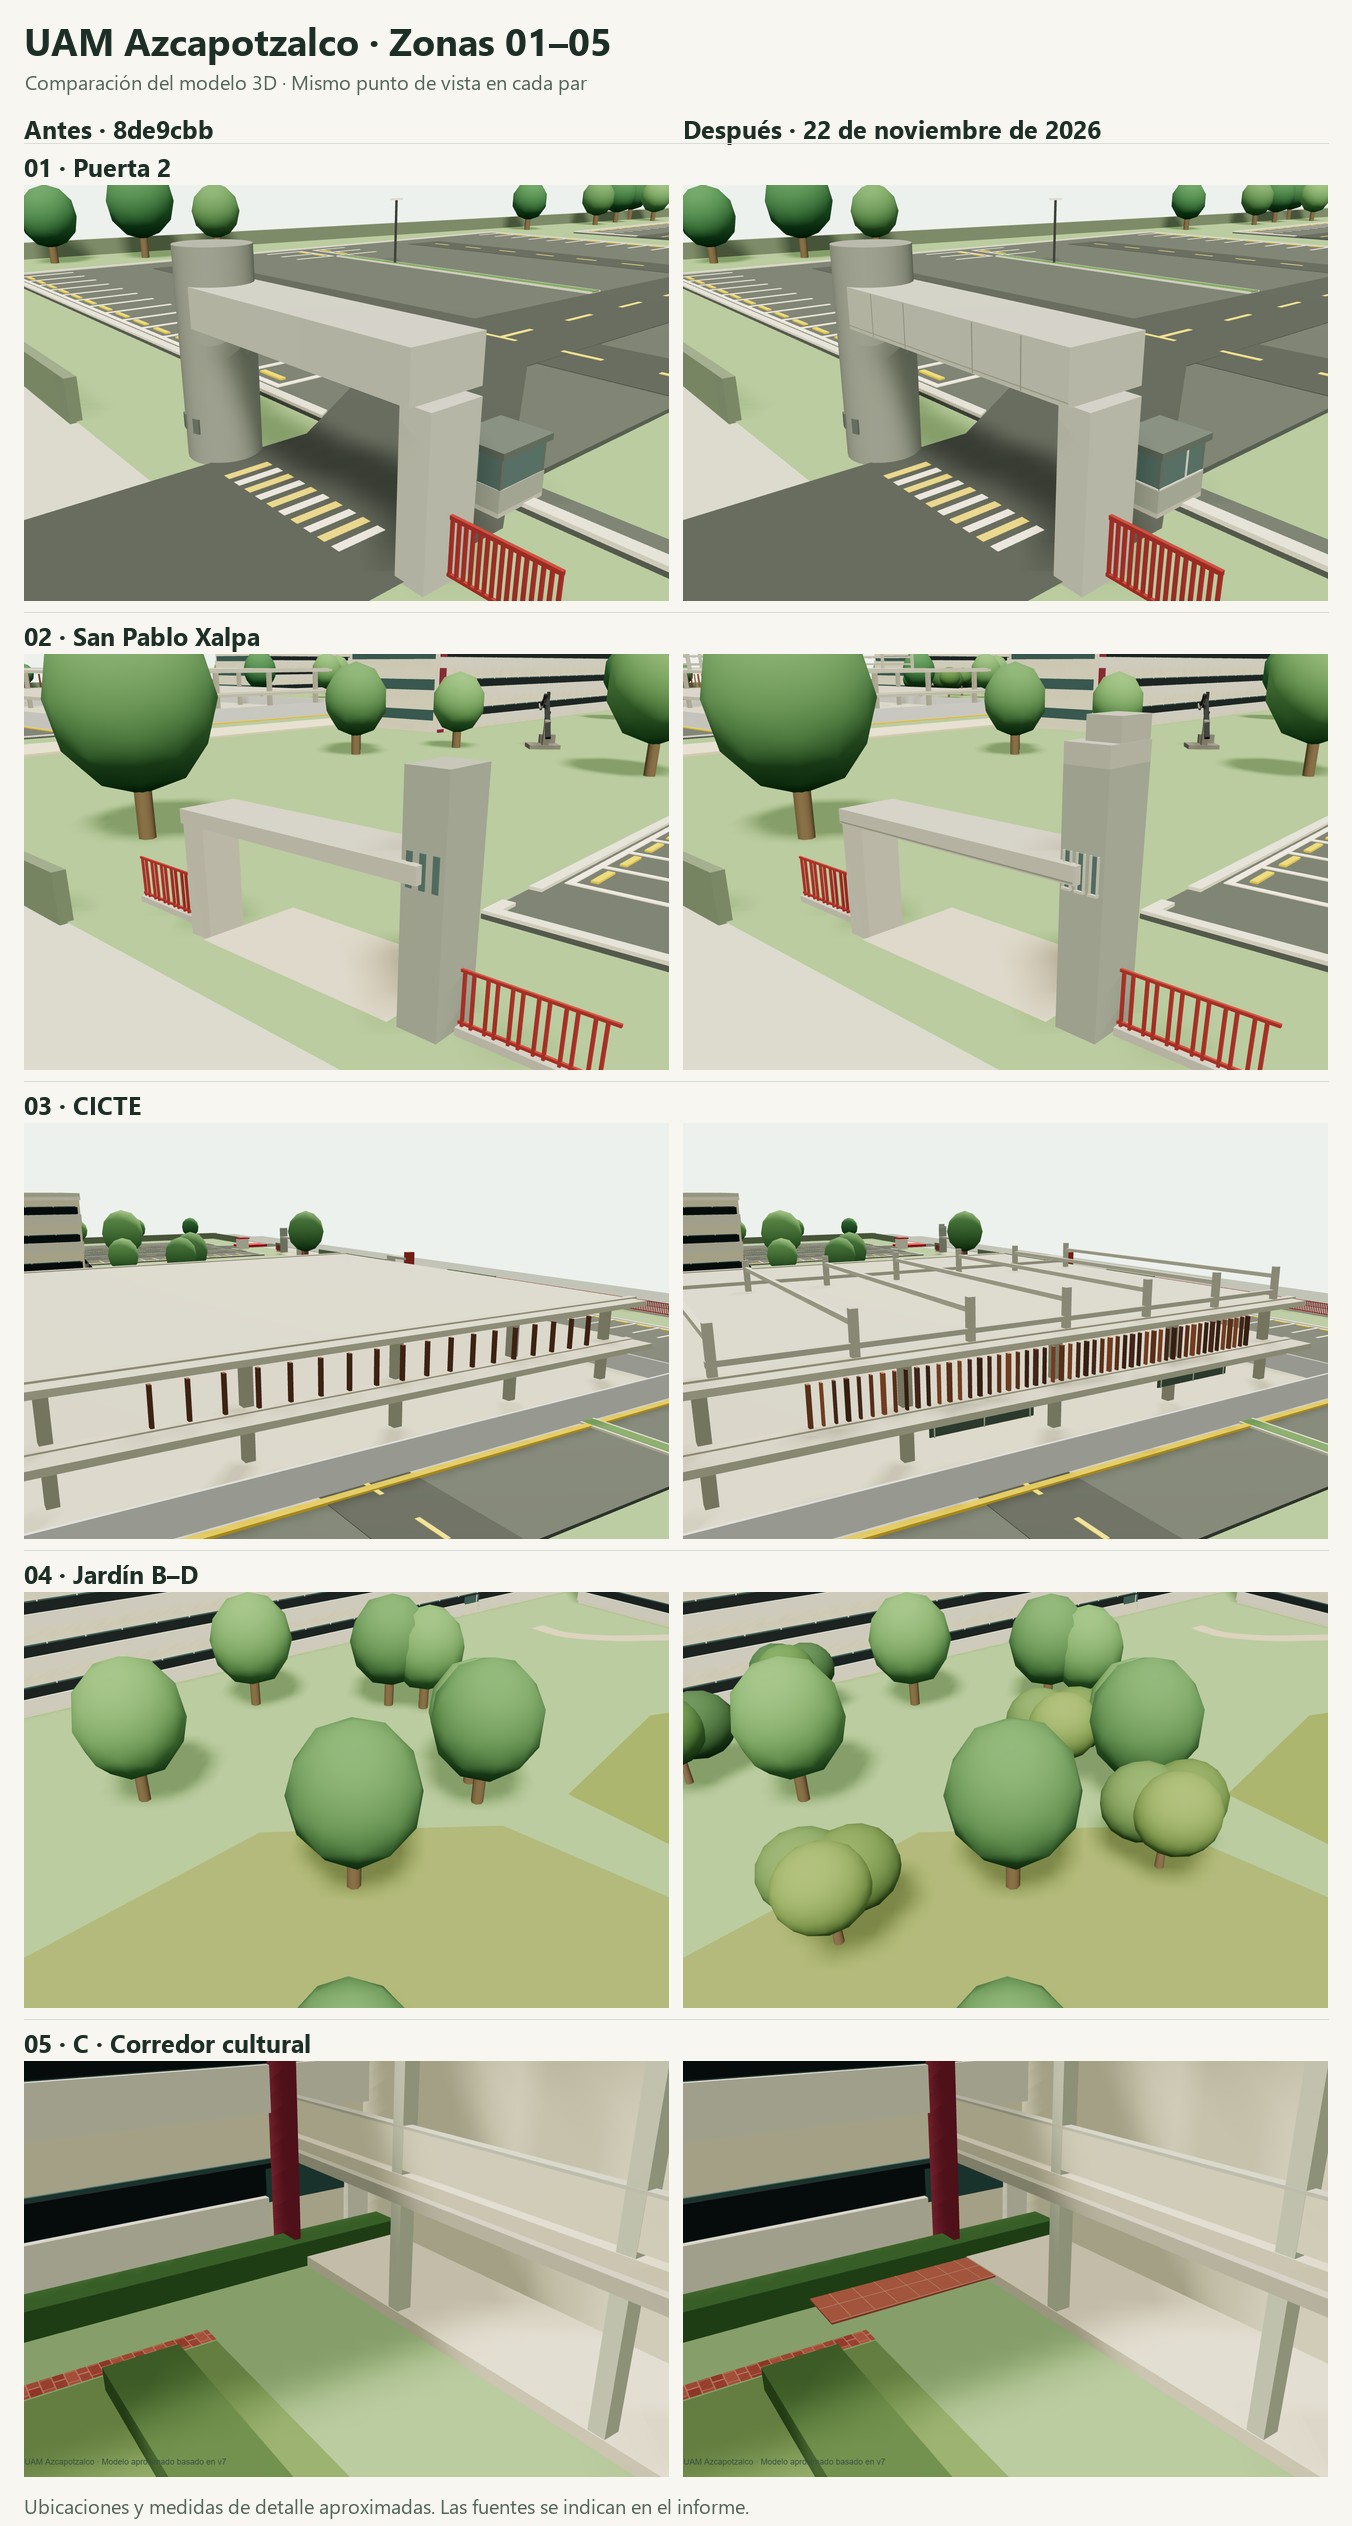 UAM Azcapotzalco · Zonas 01–05
Comparación del modelo 3D · Mismo punto de vista en cada par
Antes · 8de9cbb
Después · 22 de noviembre de 2026
01 · Puerta 2
02 · San Pablo Xalpa
03 · CICTE
04 · Jardín B–D
05 · C · Corredor cultural
UAM Azcapotzalco · Modelo aproximado basado en v7
UAM Azcapotzalco · Modelo aproximado basado en v7
Ubicaciones y medidas de detalle aproximadas. Las fuentes se indican en el informe.